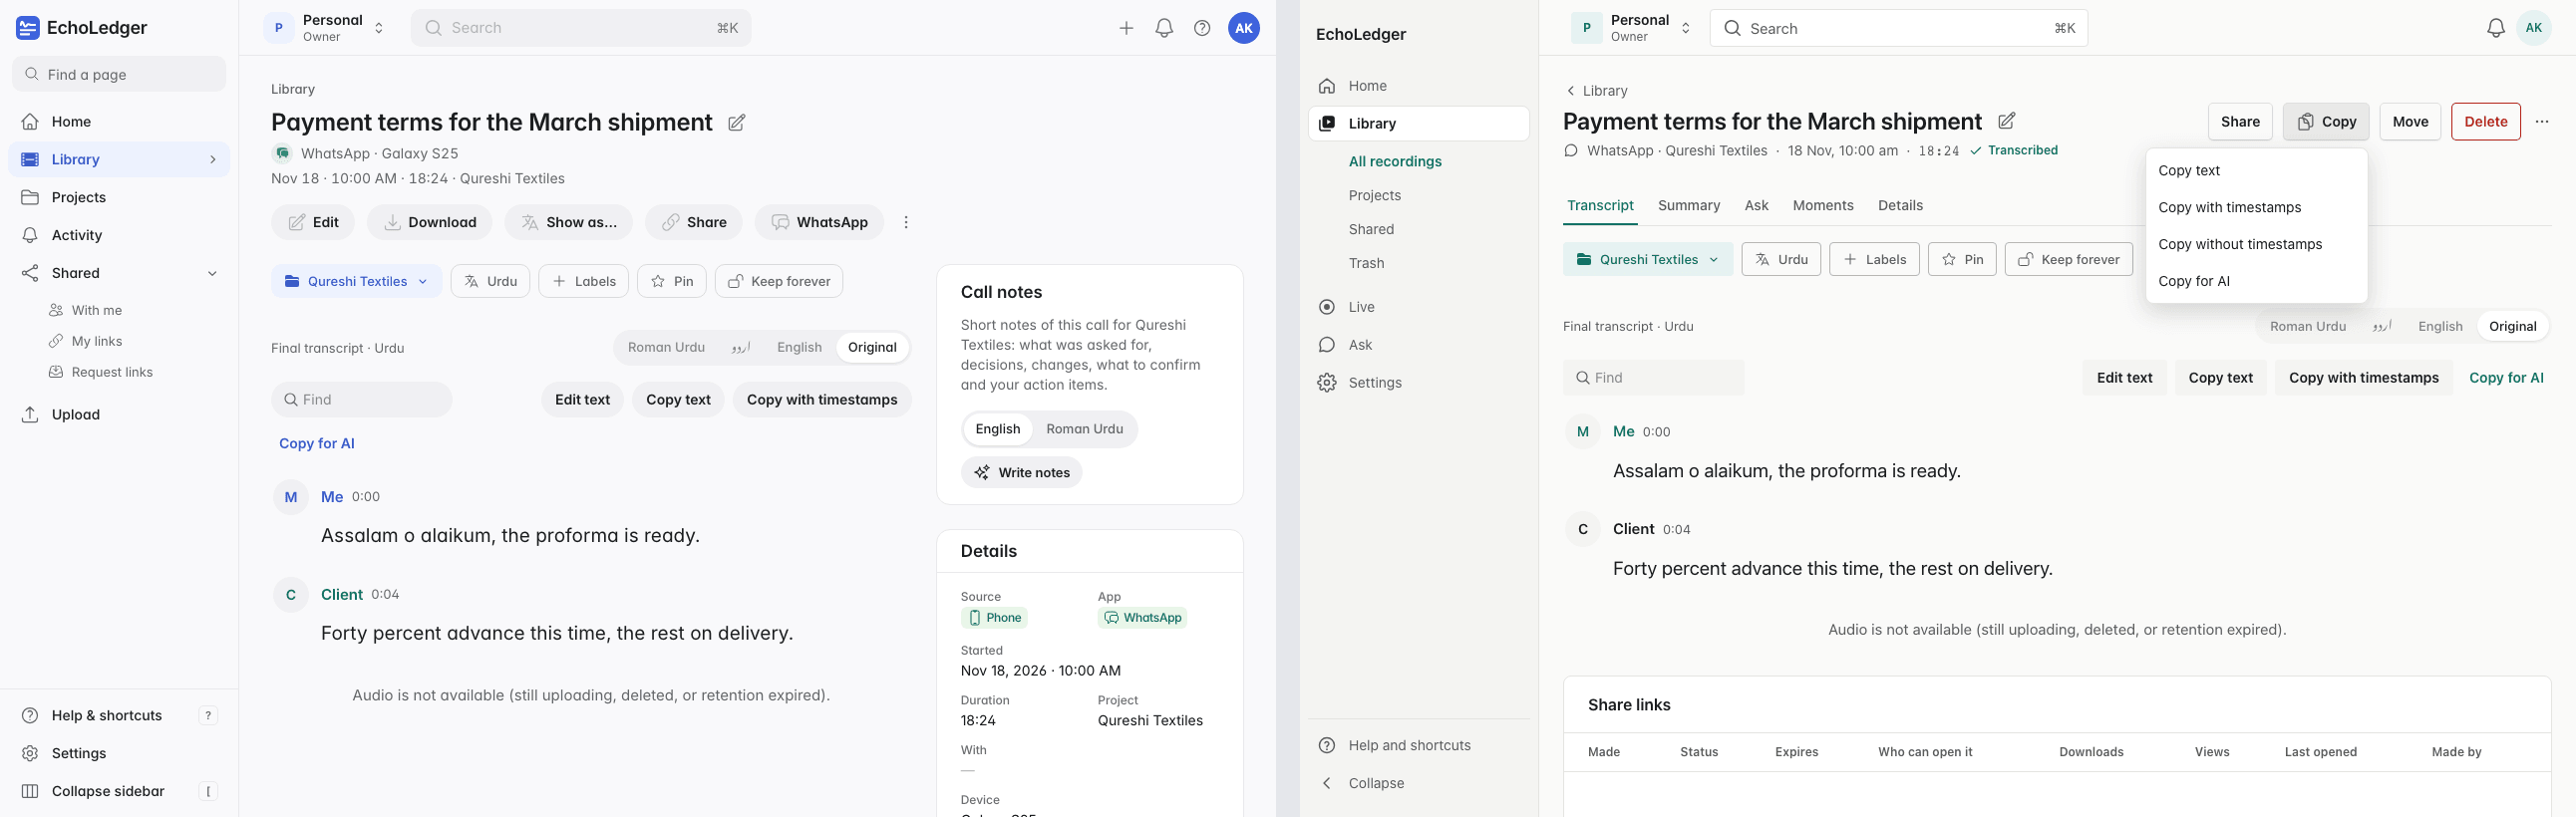 EchoLedger
Find a page
Home
Library
Projects
Activity
Shared
With me
My links
Request links
Upload
Help & shortcuts ?
Settings
Collapse sidebar [
P Personal
Owner
Search ⌘K
AK
Library
Payment terms for the March shipment
WhatsApp · Galaxy S25
Nov 18 · 10:00 AM · 18:24 · Qureshi Textiles
Edit Download Show as... Share WhatsApp
Qureshi Textiles Urdu Labels Pin Keep forever
Final transcript · Urdu Roman Urdu اردو English Original
Find Edit text Copy text Copy with timestamps
Copy for AI
M Me 0:00
Assalam o alaikum, the proforma is ready.
C Client 0:04
Forty percent advance this time, the rest on delivery.
Audio is not available (still uploading, deleted, or retention expired).
Call notes
Short notes of this call for Qureshi
Textiles: what was asked for,
decisions, changes, what to confirm
and your action items.
English Roman Urdu
Write notes
Details
Source App
Phone WhatsApp
Started
Nov 18, 2026 · 10:00 AM
Duration Project
18:24 Qureshi Textiles
With
—
Device
EchoLedger
Home
Library
All recordings
Projects
Shared
Trash
Live
Ask
Settings
Help and shortcuts
Collapse
P Personal
Owner
Search ⌘K
AK
Library
Payment terms for the March shipment
Share Copy Move Delete
WhatsApp · Qureshi Textiles · 18 Nov, 10:00 am · 18:24 Transcribed
Copy text
Copy with timestamps
Copy without timestamps
Copy for AI
Transcript Summary Ask Moments Details
Qureshi Textiles Urdu Labels Pin Keep forever
Final transcript · Urdu Roman Urdu اردو English Original
Find Edit text Copy text Copy with timestamps Copy for AI
M Me 0:00
Assalam o alaikum, the proforma is ready.
C Client 0:04
Forty percent advance this time, the rest on delivery.
Audio is not available (still uploading, deleted, or retention expired).
Share links
Made Status Expires Who can open it Downloads Views Last opened Made by